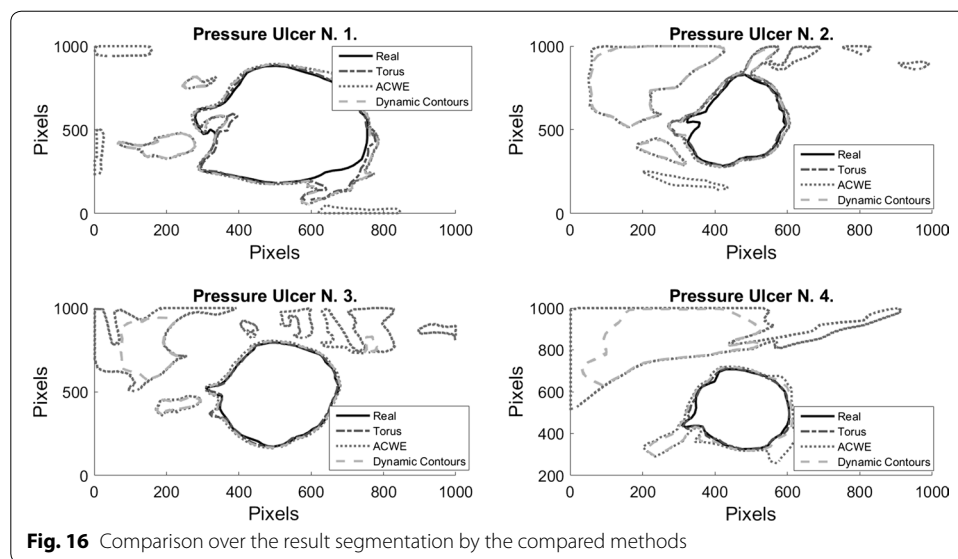 Pressure Ulcer N. 1.
1000
500
0
Pixels
0 200 400 600 800 1000
Pixels
Real
Torus
ACWE
Dynamic Contours
Pressure Ulcer N. 2.
1000
500
0
Pixels
0 200 400 600 800 1000
Pixels
Real
Torus
ACWE
Dynamic Contours
Pressure Ulcer N. 3.
1000
500
0
Pixels
0 200 400 600 800 1000
Pixels
Real
Torus
ACWE
Dynamic Contours
Pressure Ulcer N. 4.
1000
800
600
400
200
Pixels
0 200 400 600 800 1000
Pixels
Real
Torus
ACWE
Dynamic Contours
Fig. 16 Comparison over the result segmentation by the compared methods